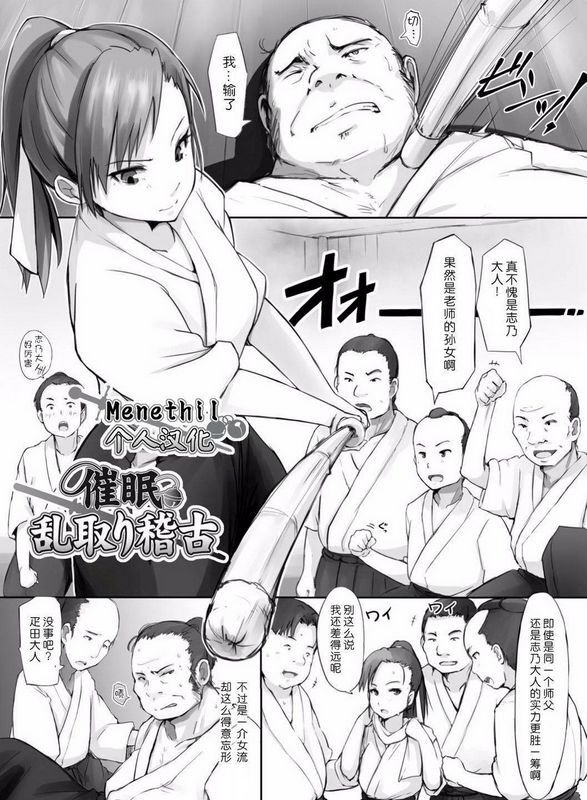 切…
我…输了
ビシッ!
真不愧是志乃
大人！
果然是老师的孙女啊
オオー
志乃大人
好厉害
Menethil
个人汉化
催眠
乱取り稽古
即使是同一个师父
还是志乃大人的实力更胜一筹啊
ワイ
ワイ
别这么说
我还差得远
呢
没事吧？
疋田大人
啧
不过是一介女流
却这么得意忘形